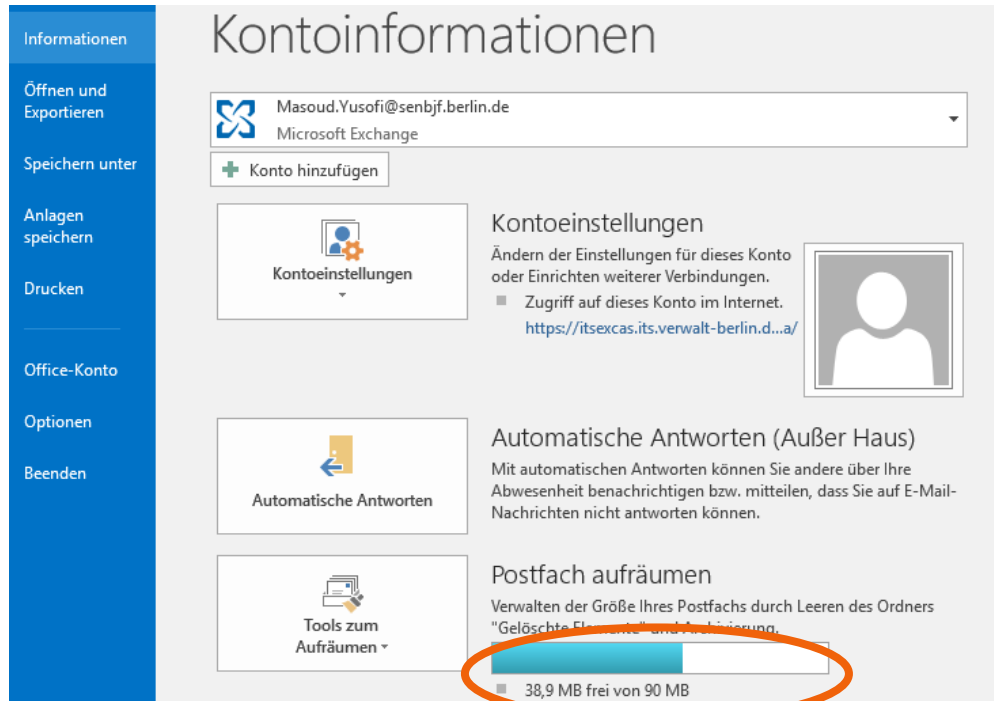 Informationen
Öffnen und
Exportieren
Speichern unter
Anlagen
speichern
Drucken
Office-Konto
Optionen
Beenden
Kontoinformationen
Masoud.Yusofi@senbjf.berlin.de
Microsoft Exchange
Konto hinzufügen
Kontoeinstellungen
Kontoeinstellungen
Ändern der Einstellungen für dieses Konto
oder Einrichten weiterer Verbindungen.
Zugriff auf dieses Konto im Internet.
https://itsexcas.its.verwalt-berlin.d...a/
Automatische Antworten
Automatische Antworten (Außer Haus)
Mit automatischen Antworten können Sie andere über Ihre
Abwesenheit benachrichtigen bzw. mitteilen, dass Sie auf E-Mail-
Nachrichten nicht antworten können.
Tools zum
Aufräumen
Postfach aufräumen
Verwalten der Größe Ihres Postfachs durch Leeren des Ordners
"Gelöschte Elemente" und Archivierung.
38,9 MB frei von 90 MB